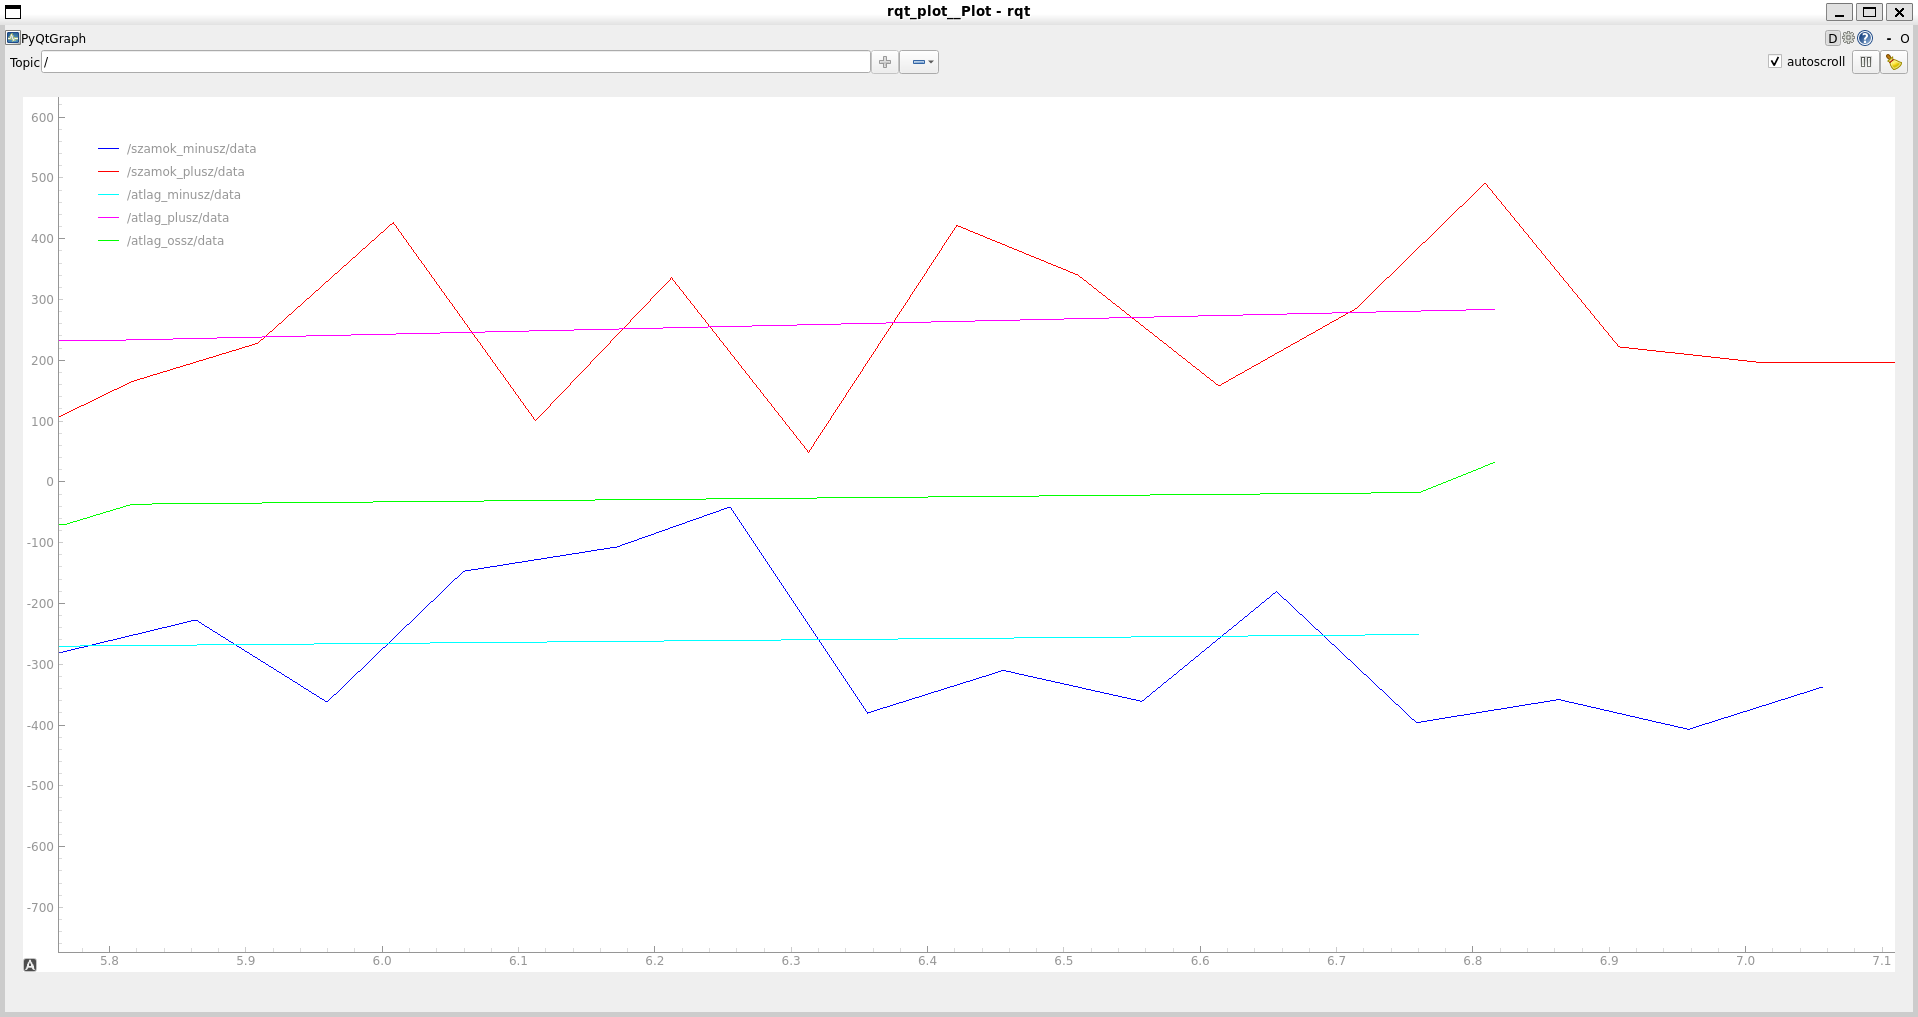 rqt_plot__Plot - rqt
PyQtGraph
D
- O
Topic /
autoscroll
600
500
400
300
200
100
0
-100
-200
-300
-400
-500
-600
-700
/szamok_minusz/data
/szamok_plusz/data
/atlag_minusz/data
/atlag_plusz/data
/atlag_ossz/data
A
5.8 5.9 6.0 6.1 6.2 6.3 6.4 6.5 6.6 6.7 6.8 6.9 7.0 7.1